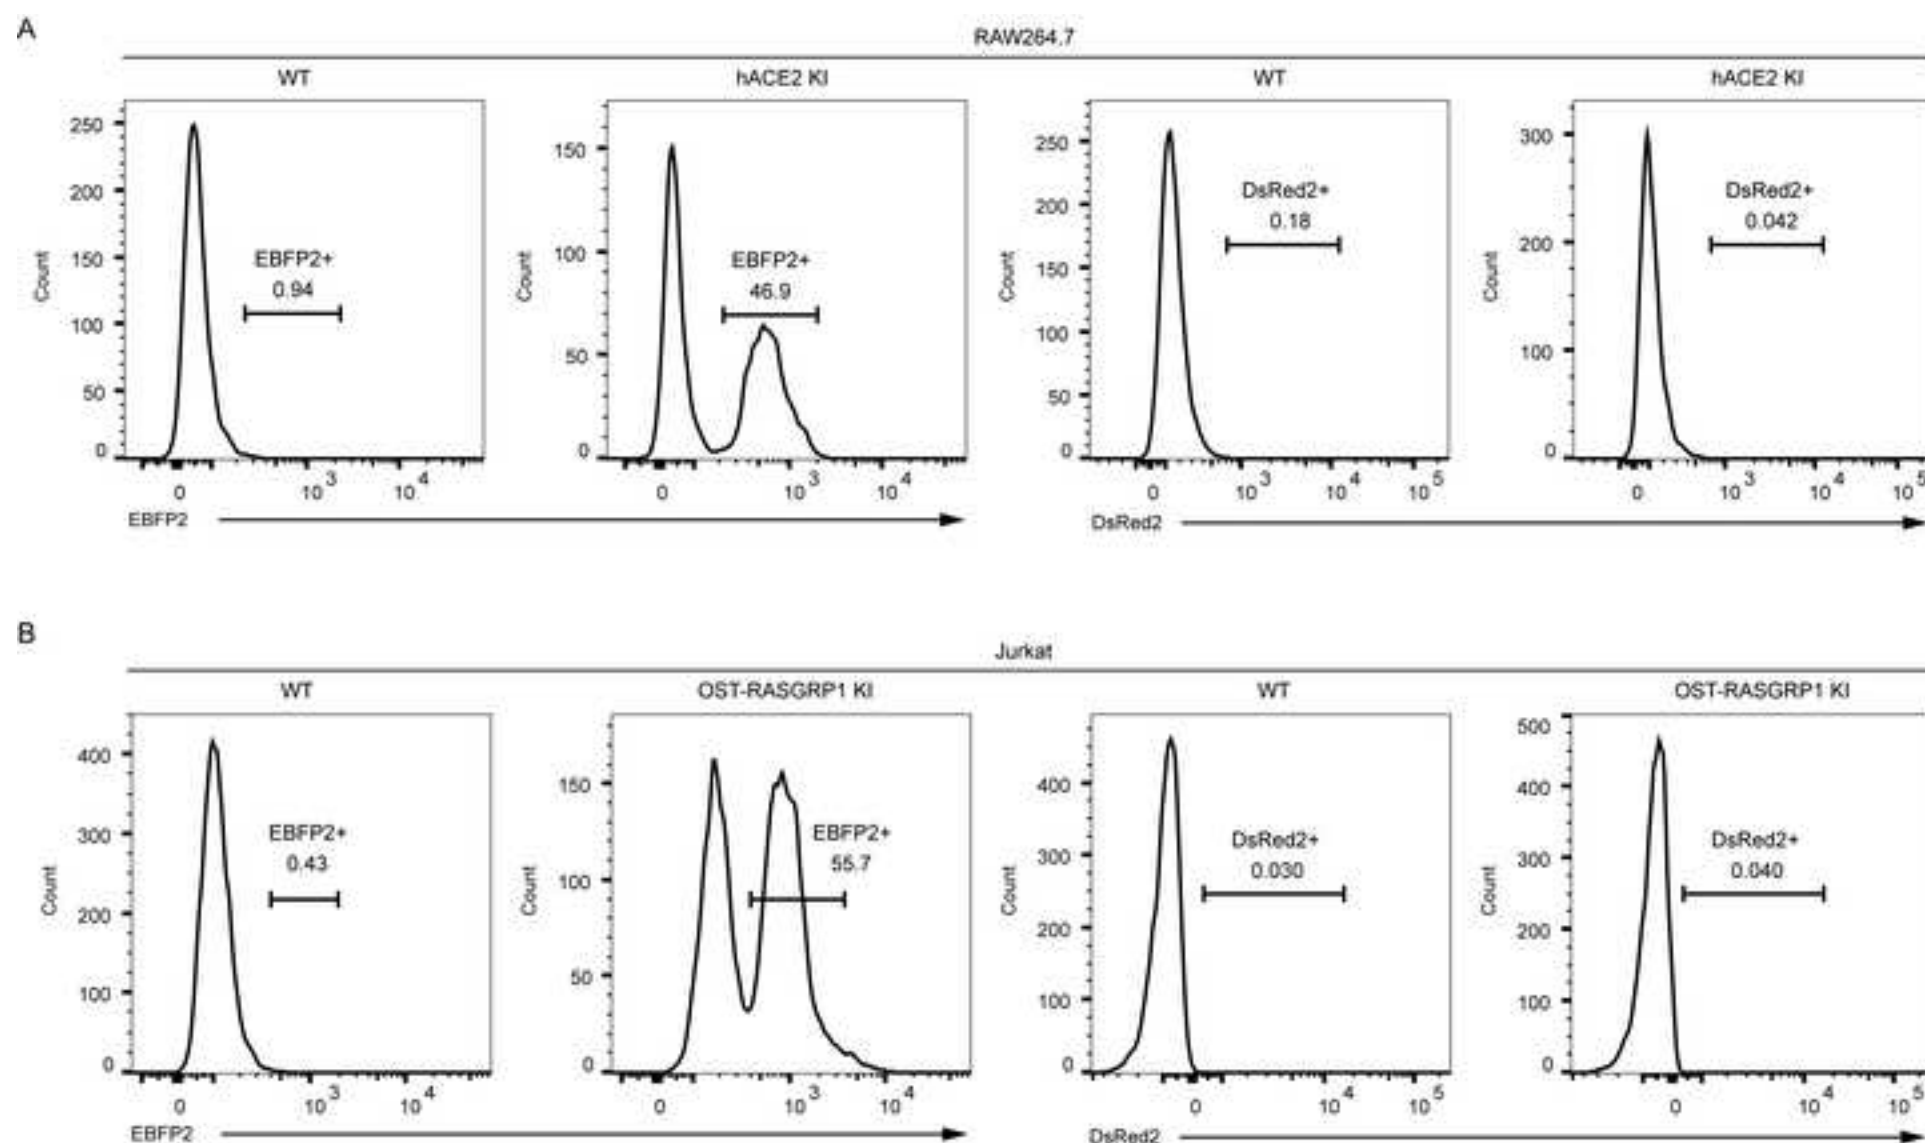 A
RAW264.7
WT
hACE2 KI
WT
hACE2 KI
250
200
150
100
50
0
Count
EBFP2+
0.94
0
10 3
10 4
150
100
50
0
Count
EBFP2+
46.9
0
10 3
10 4
EBFP2
250
200
150
100
50
0
Count
DsRed2+
0.18
0
10 3
10 4
10 5
300
200
100
0
Count
DsRed2+
0.042
0
10 3
10 4
10 5
DsRed2
B
Jurkat
WT
OST-RASGRP1 KI
WT
OST-RASGRP1 KI
400
300
200
100
0
Count
EBFP2+
0.43
0
10 3
10 4
150
100
50
0
Count
EBFP2+
55.7
0
10 3
10 4
EBFP2
400
300
200
100
0
Count
DsRed2+
0.030
0
10 4
10 5
500
400
300
200
100
0
Count
DsRed2+
0.040
0
10 4
10 5
DsRed2